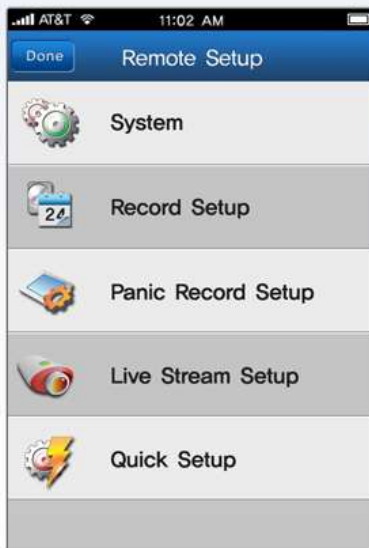 AT&T 11:02 AM
Done Remote Setup
System
24 Record Setup
Panic Record Setup
Live Stream Setup
Quick Setup